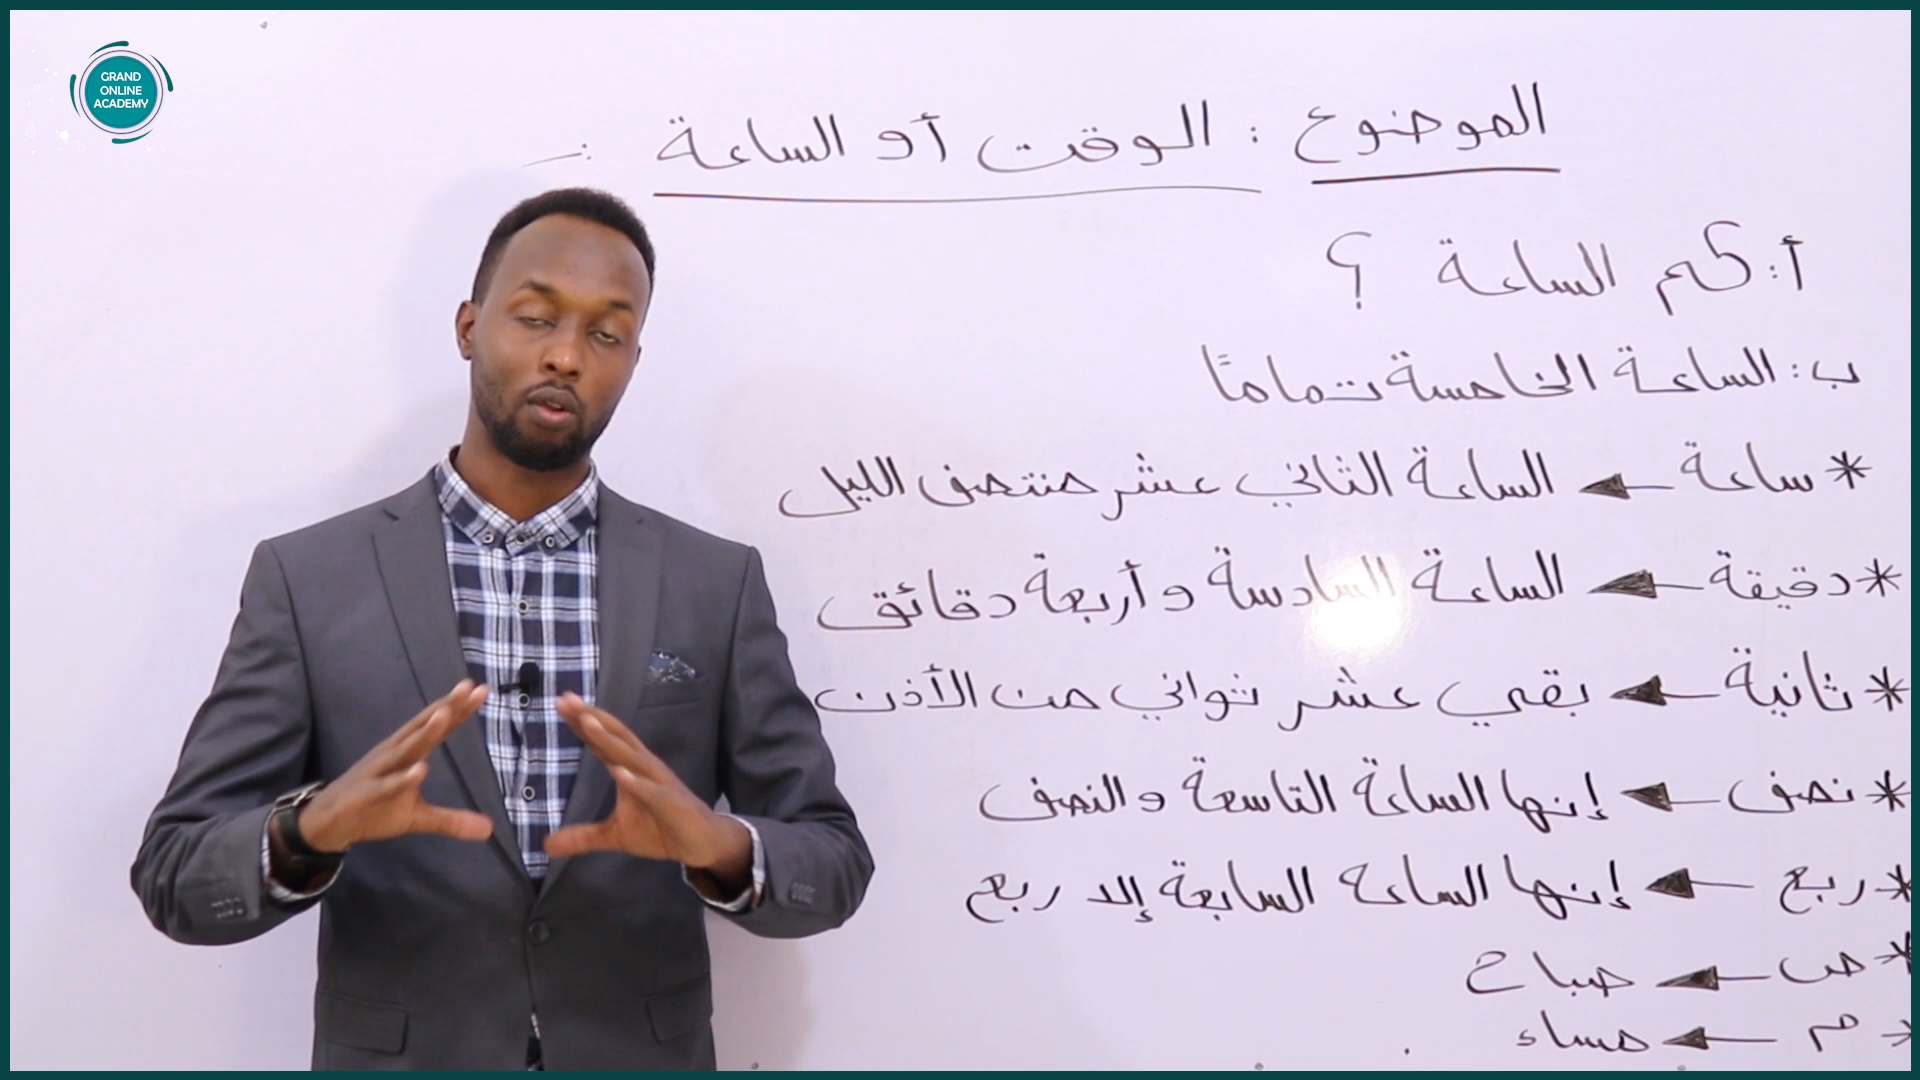 GRAND
ONLINE
ACADEMY
الموضوع : الوقت أو الساعة :
أ: كم الساعة ؟
ب: الساعة الخامسة تمامًا
* ساعة ← الساعة الثاني عشر منتصف الليل
* دقيقة ← الساعة السادسة و أربعة دقائق
* ثانية ← بقي عشر ثواني من الأذن
* نصف ← إنها الساعة التاسعة و النصف
* ربع ← إنها الساعة السابعة إلا ربع
* ص ← صباح
* م ← مساء